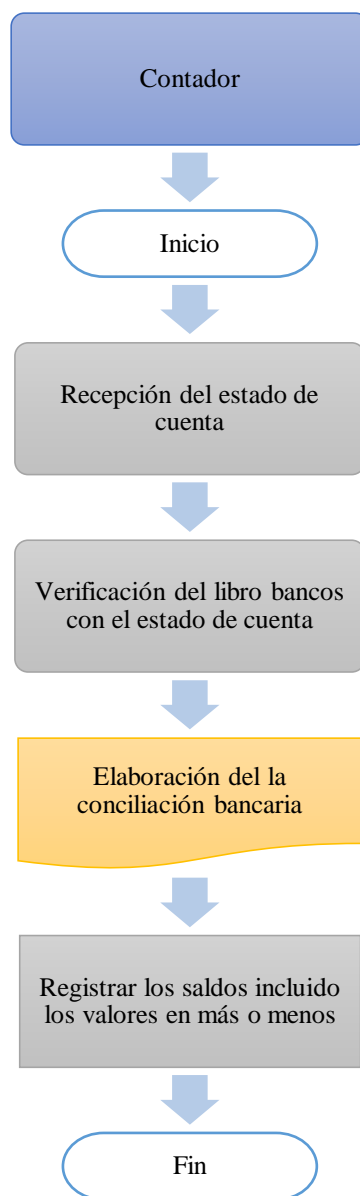 Contador
Inicio
Recepción del estado de
cuenta
Verificación del libro bancos
con el estado de cuenta
Elaboración del la
conciliación bancaria
Registrar los saldos incluido
los valores en más o menos
Fin